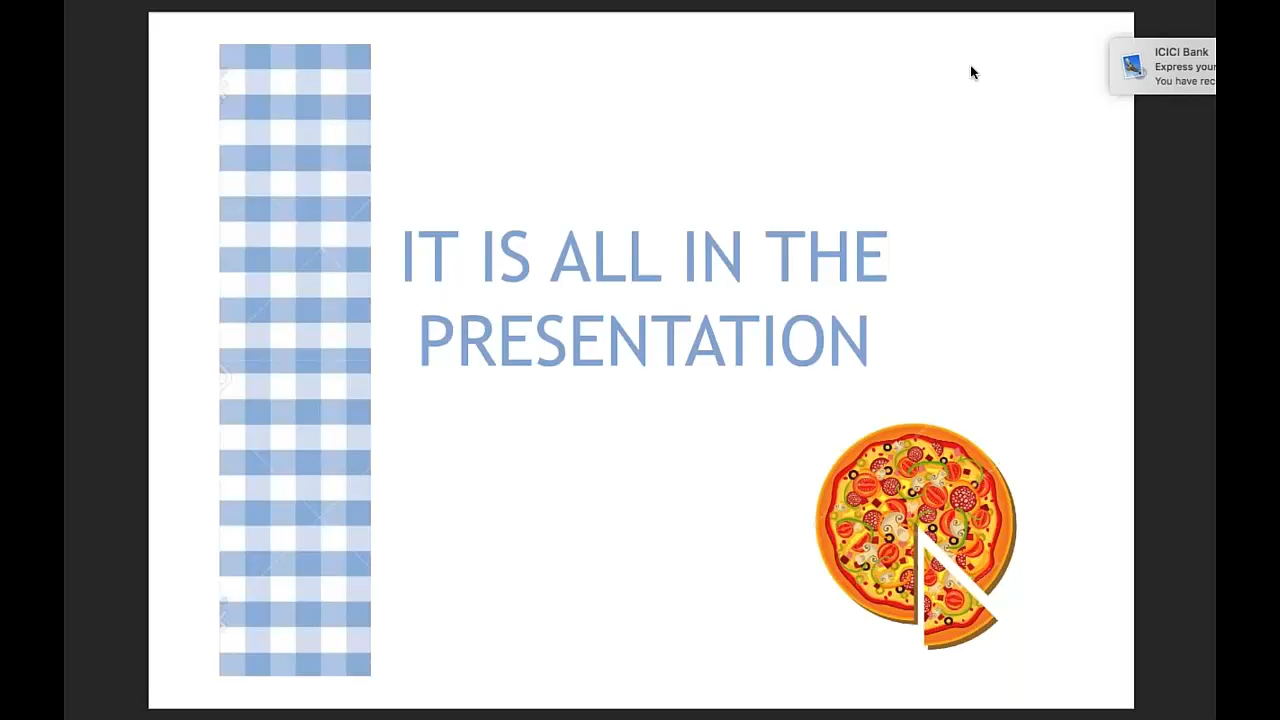 ICICI Bank
Express your
You have rec
IT IS ALL IN THE
PRESENTATION